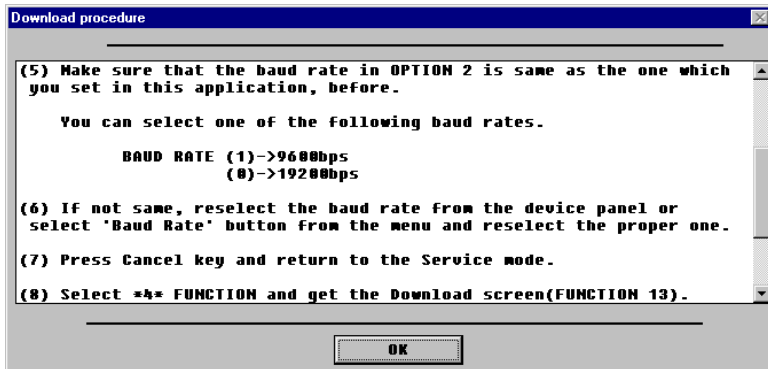 Download procedure
(5) Make sure that the baud rate in OPTION 2 is same as the one which
you set in this application, before.
You can select one of the following baud rates.
BAUD RATE (1)->9600bps
(0)->19200bps
(6) If not same, reselect the baud rate from the device panel or
select 'Baud Rate' button from the menu and reselect the proper one.
(7) Press Cancel key and return to the Service mode.
(8) Select *4* FUNCTION and get the Download screen(FUNCTION 13).
OK